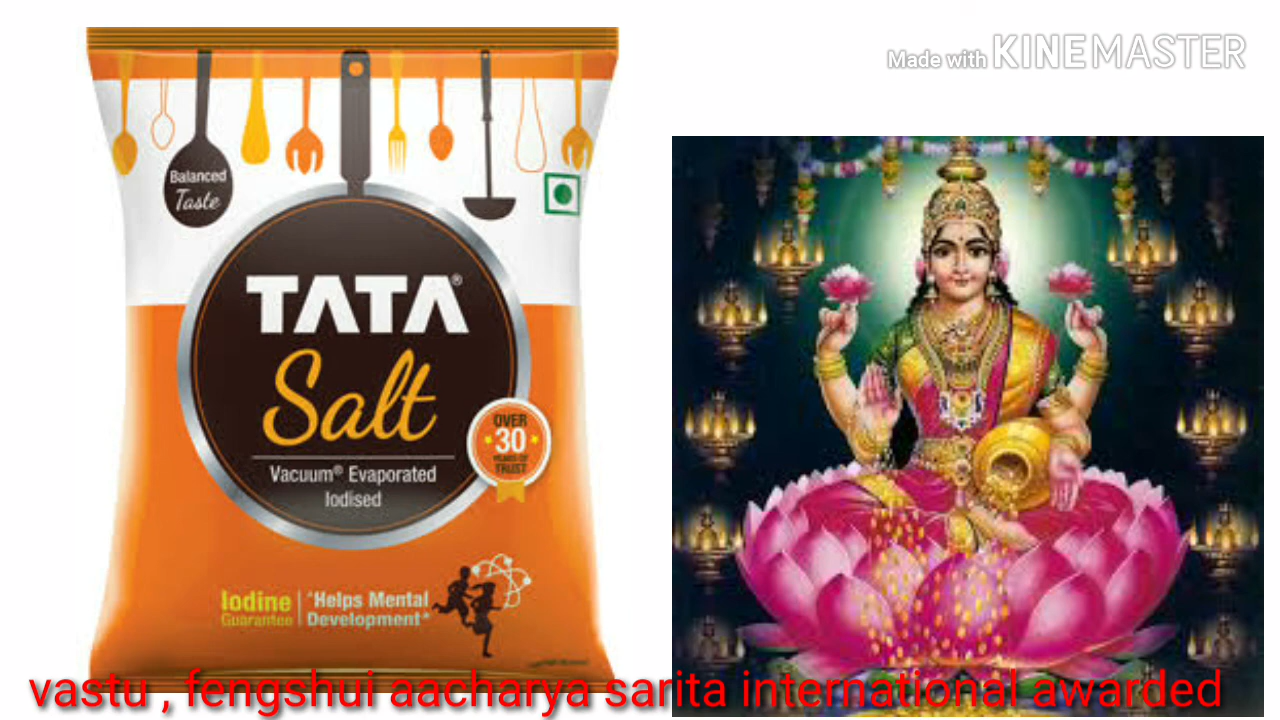 Made with KINEMASTER
Balanced
Taste
TATA®
Salt
OVER
30
YEARS OF
TRUST
Vacuum® Evaporated
Iodised
Iodine
Guarantee
*Helps Mental
Development*
vastu , fengshui aacharya sarita international awarded